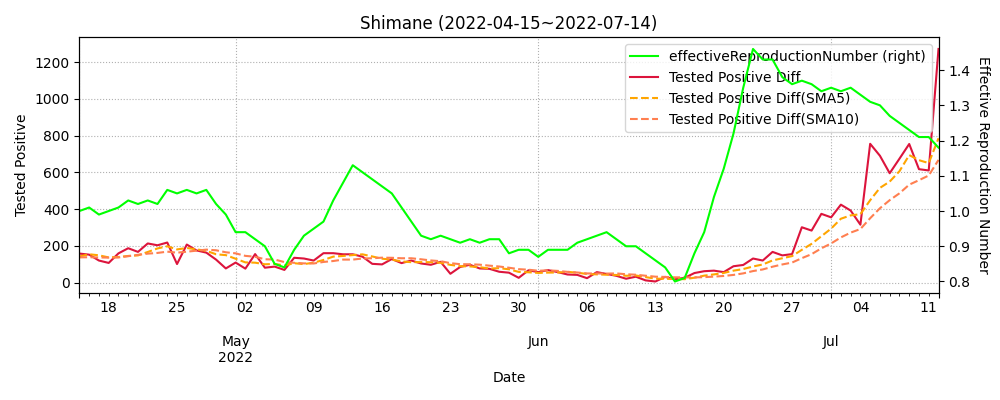 Shimane (2022-04-15~2022-07-14)
effectiveReproductionNumber (right)
Tested Positive Diff
Tested Positive Diff(SMA5)
Tested Positive Diff(SMA10)
Tested Positive
1200
1000
800
600
400
200
0
1.4
1.3
1.2
1.1
1.0
0.9
0.8
Effective Reproduction Number
18 25 02 09 16 23 30 06 13 20 27 04 11
May Jun Jul
2022
Date